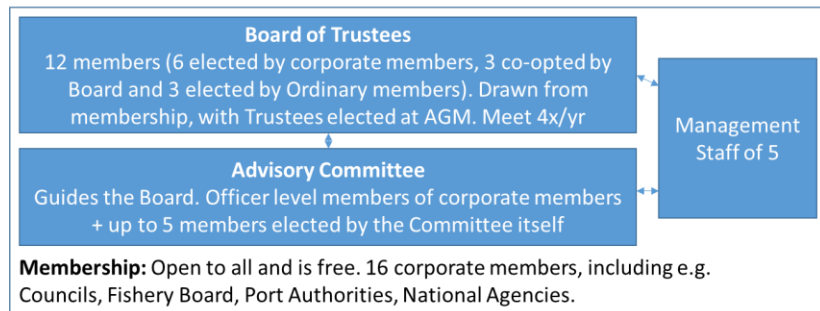 Board of Trustees
12 members (6 elected by corporate members, 3 co-opted by
Board and 3 elected by Ordinary members). Drawn from
membership, with Trustees elected at AGM. Meet 4x/yr
Management
Staff of 5
Advisory Committee
Guides the Board. Officer level members of corporate members
+ up to 5 members elected by the Committee itself
Membership: Open to all and is free. 16 corporate members, including e.g.
Councils, Fishery Board, Port Authorities, National Agencies.